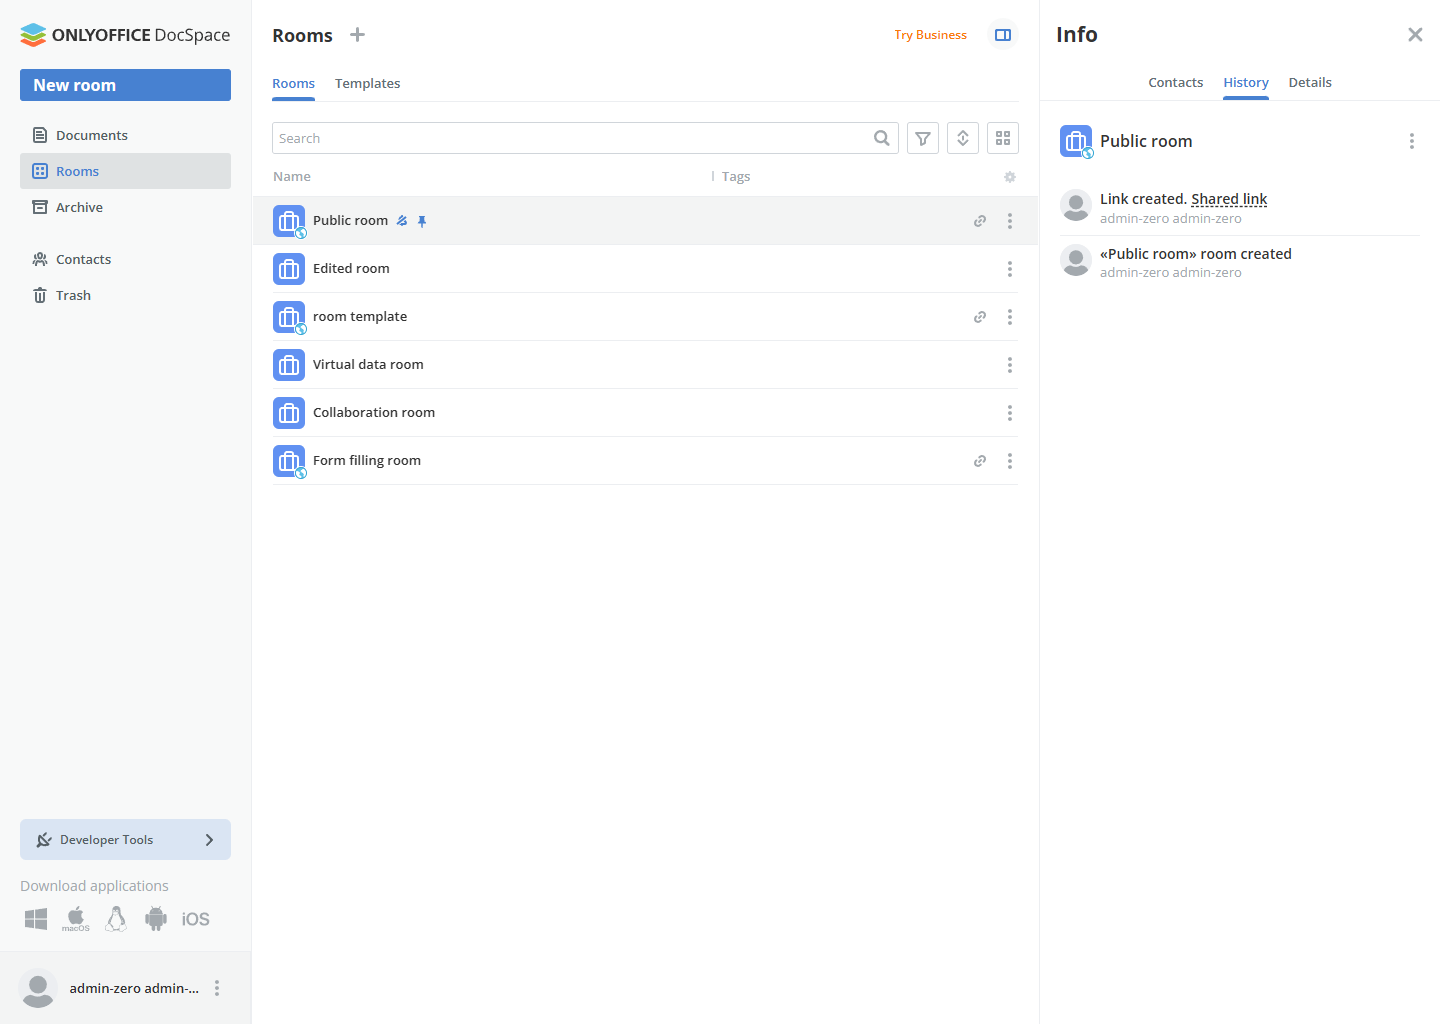 ONLYOFFICE DocSpace
New room
Documents
Rooms
Archive
Contacts
Trash
Developer Tools
Download applications
macOS
iOS
admin-zero admin-...
Rooms
Try Business
Rooms
Templates
Search
Name
Tags
Public room
Edited room
room template
Virtual data room
Collaboration room
Form filling room
Info
Contacts
History
Details
Public room
Link created. Shared link
admin-zero admin-zero
«Public room» room created
admin-zero admin-zero